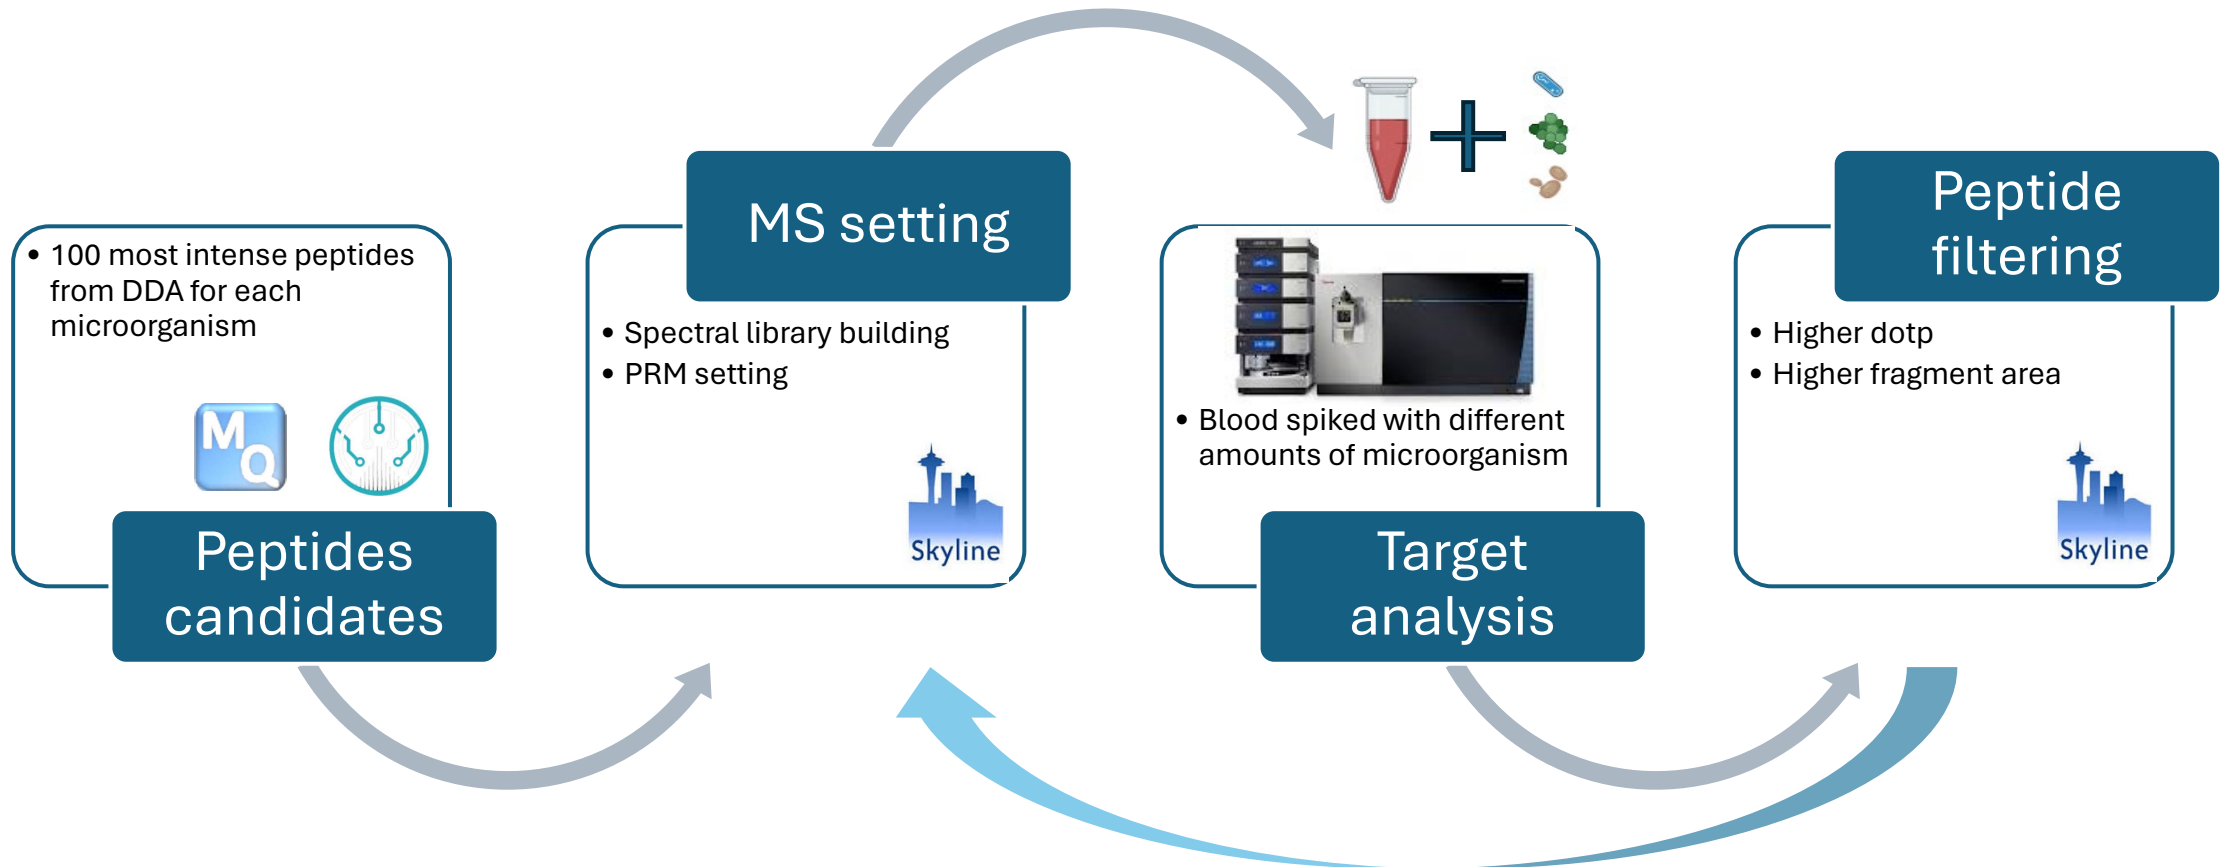 • 100 most intense peptides
from DDA for each
microorganism
M
Q
Peptides
candidates
MS setting
• Spectral library building
• PRM setting
Skyline
• Blood spiked with different
amounts of microorganism
Target
analysis
Peptide
filtering
• Higher dotp
• Higher fragment area
Skyline